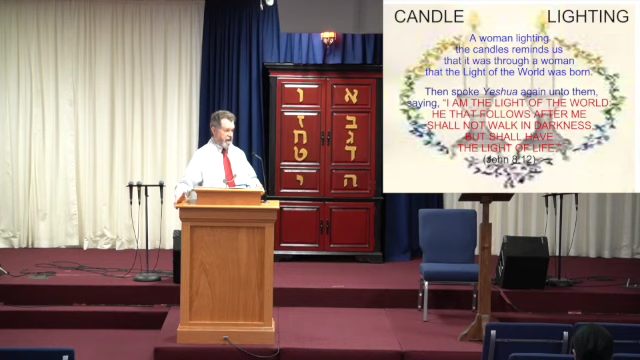 CANDLE LIGHTING
A woman lighting
the candles reminds us
that it was through a woman
that the Light of the World was born.
Then spoke Yeshua again unto them,
saying, "I AM THE LIGHT OF THE WORLD:
HE THAT FOLLOWS AFTER ME
SHALL NOT WALK IN DARKNESS,
BUT SHALL HAVE
THE LIGHT OF LIFE."
(John 8:12)
א
ב
ג
ד
ה
ו
ז
ח
ט
י